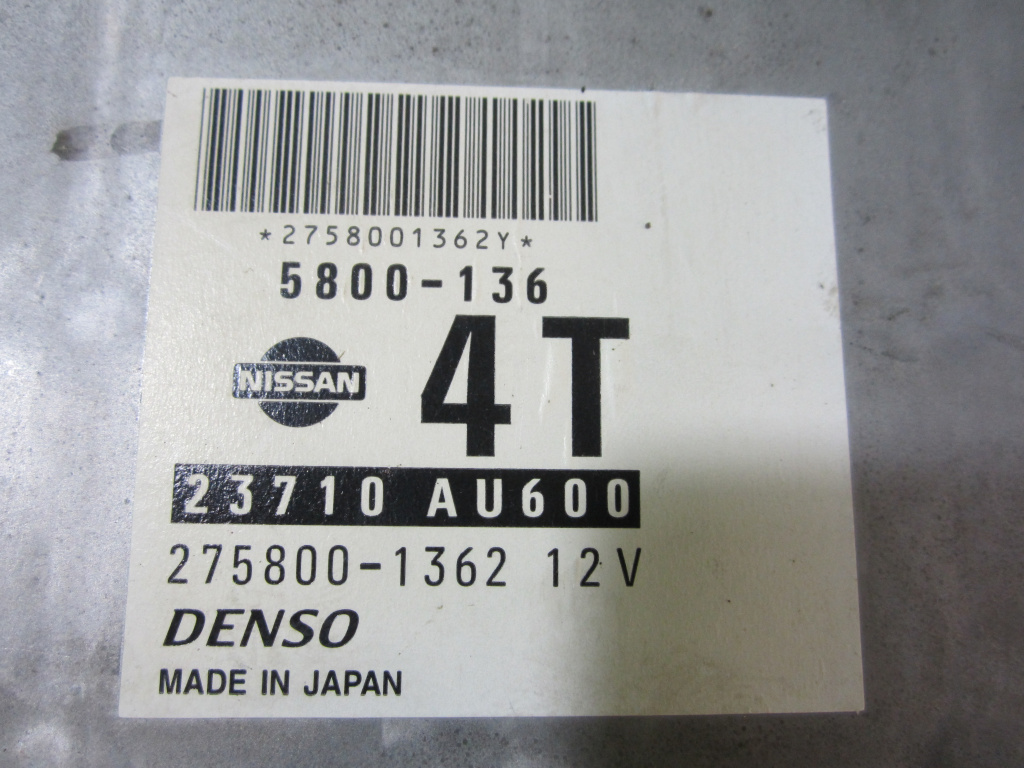 *2758001362Y*
5800-136
NISSAN
4T
23710 AU600
275800-1362 12V
DENSO
MADE IN JAPAN